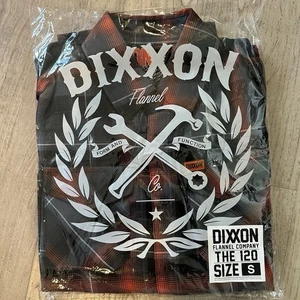 DIXXON
Flannel
FORM AND
FUNCTION
Co.
DIXXON
FLANNEL COMPANY
THE 120
SIZE S